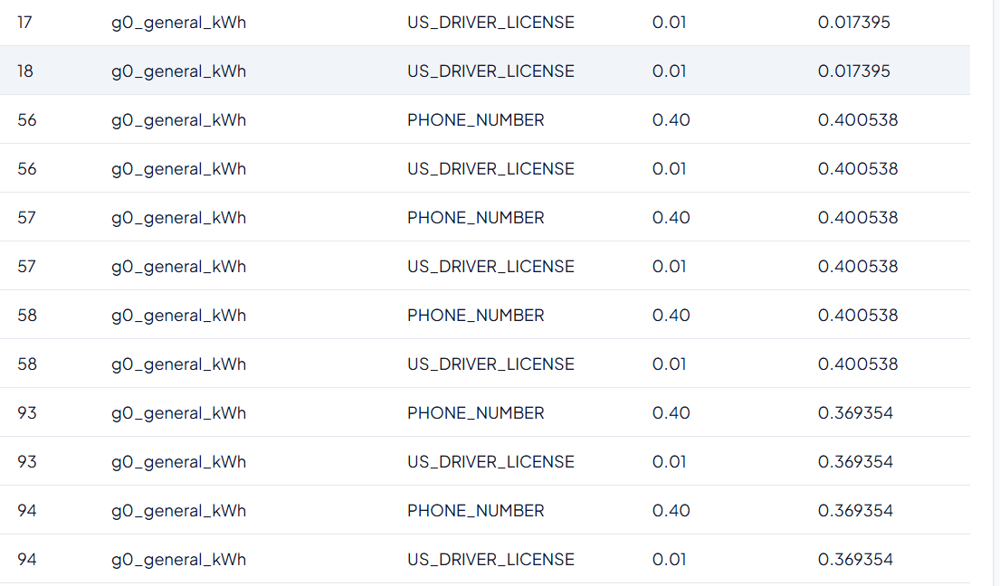 17 g0_general_kWh US_DRIVER_LICENSE 0.01 0.017395
18 g0_general_kWh US_DRIVER_LICENSE 0.01 0.017395
56 g0_general_kWh PHONE_NUMBER 0.40 0.400538
56 g0_general_kWh US_DRIVER_LICENSE 0.01 0.400538
57 g0_general_kWh PHONE_NUMBER 0.40 0.400538
57 g0_general_kWh US_DRIVER_LICENSE 0.01 0.400538
58 g0_general_kWh PHONE_NUMBER 0.40 0.400538
58 g0_general_kWh US_DRIVER_LICENSE 0.01 0.400538
93 g0_general_kWh PHONE_NUMBER 0.40 0.369354
93 g0_general_kWh US_DRIVER_LICENSE 0.01 0.369354
94 g0_general_kWh PHONE_NUMBER 0.40 0.369354
94 g0_general_kWh US_DRIVER_LICENSE 0.01 0.369354